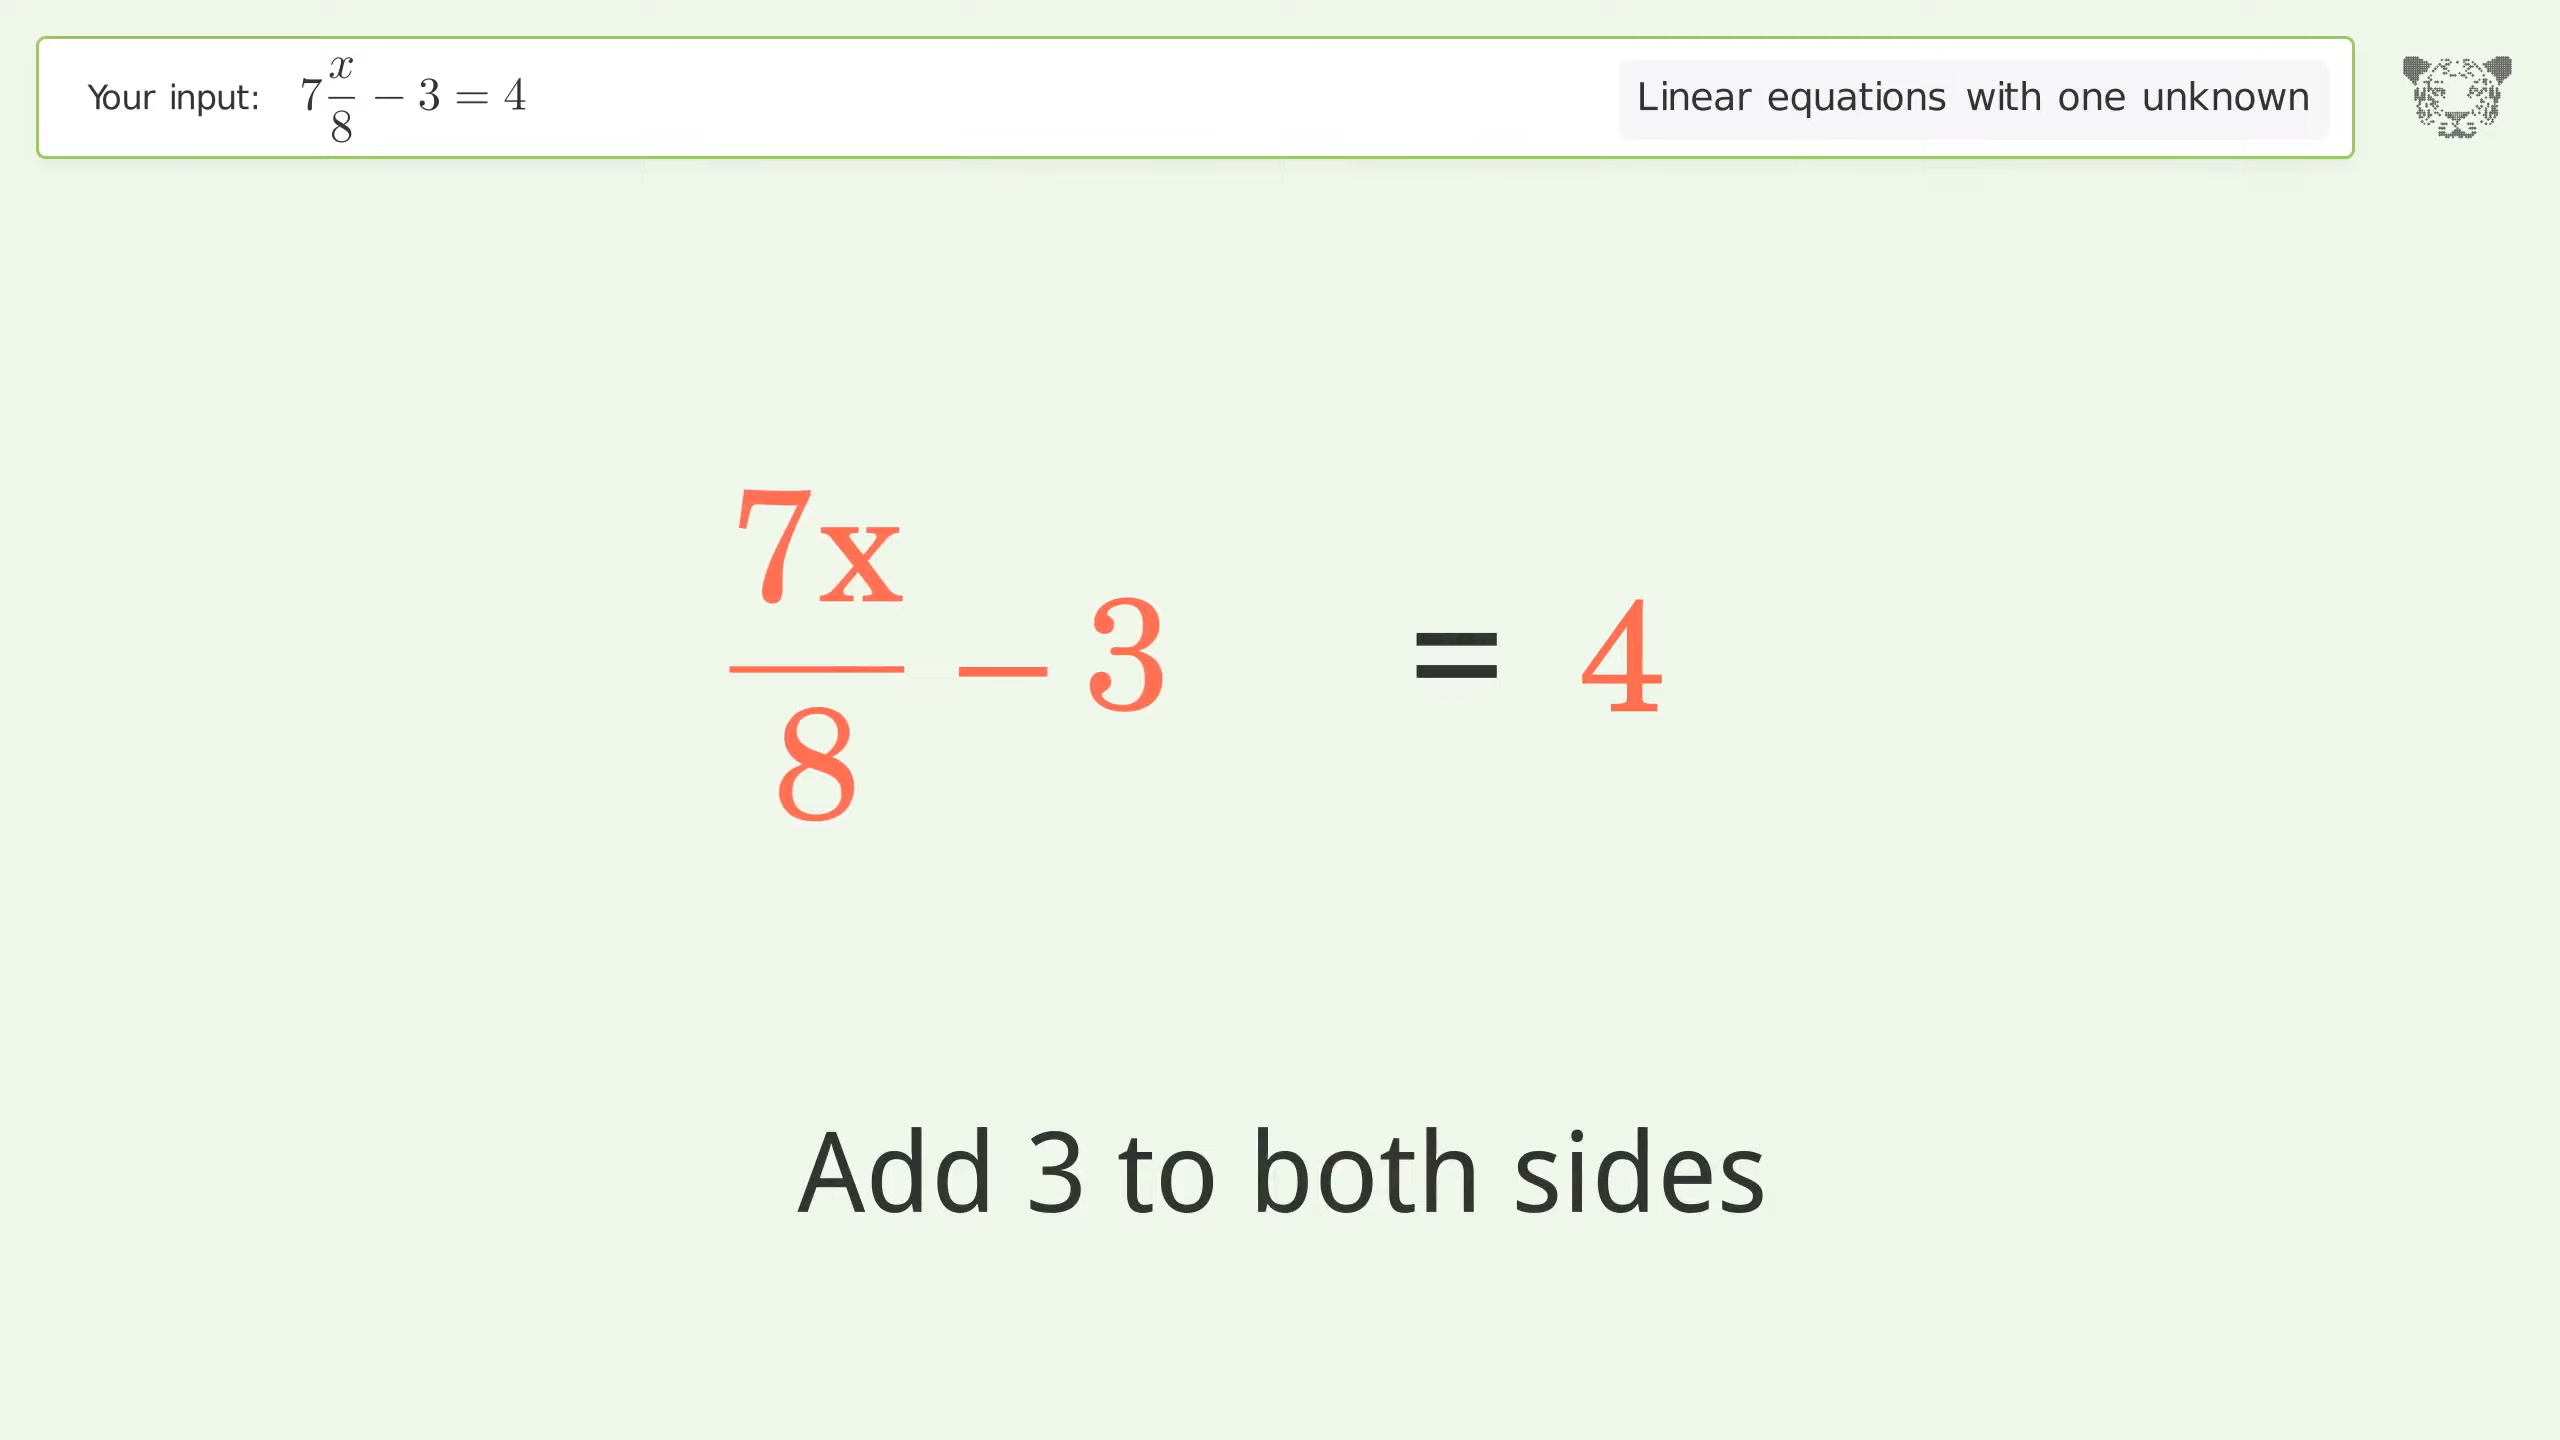 Your input: 7x/8 − 3 = 4
Linear equations with one unknown
7x/8 − 3 = 4
Add 3 to both sides